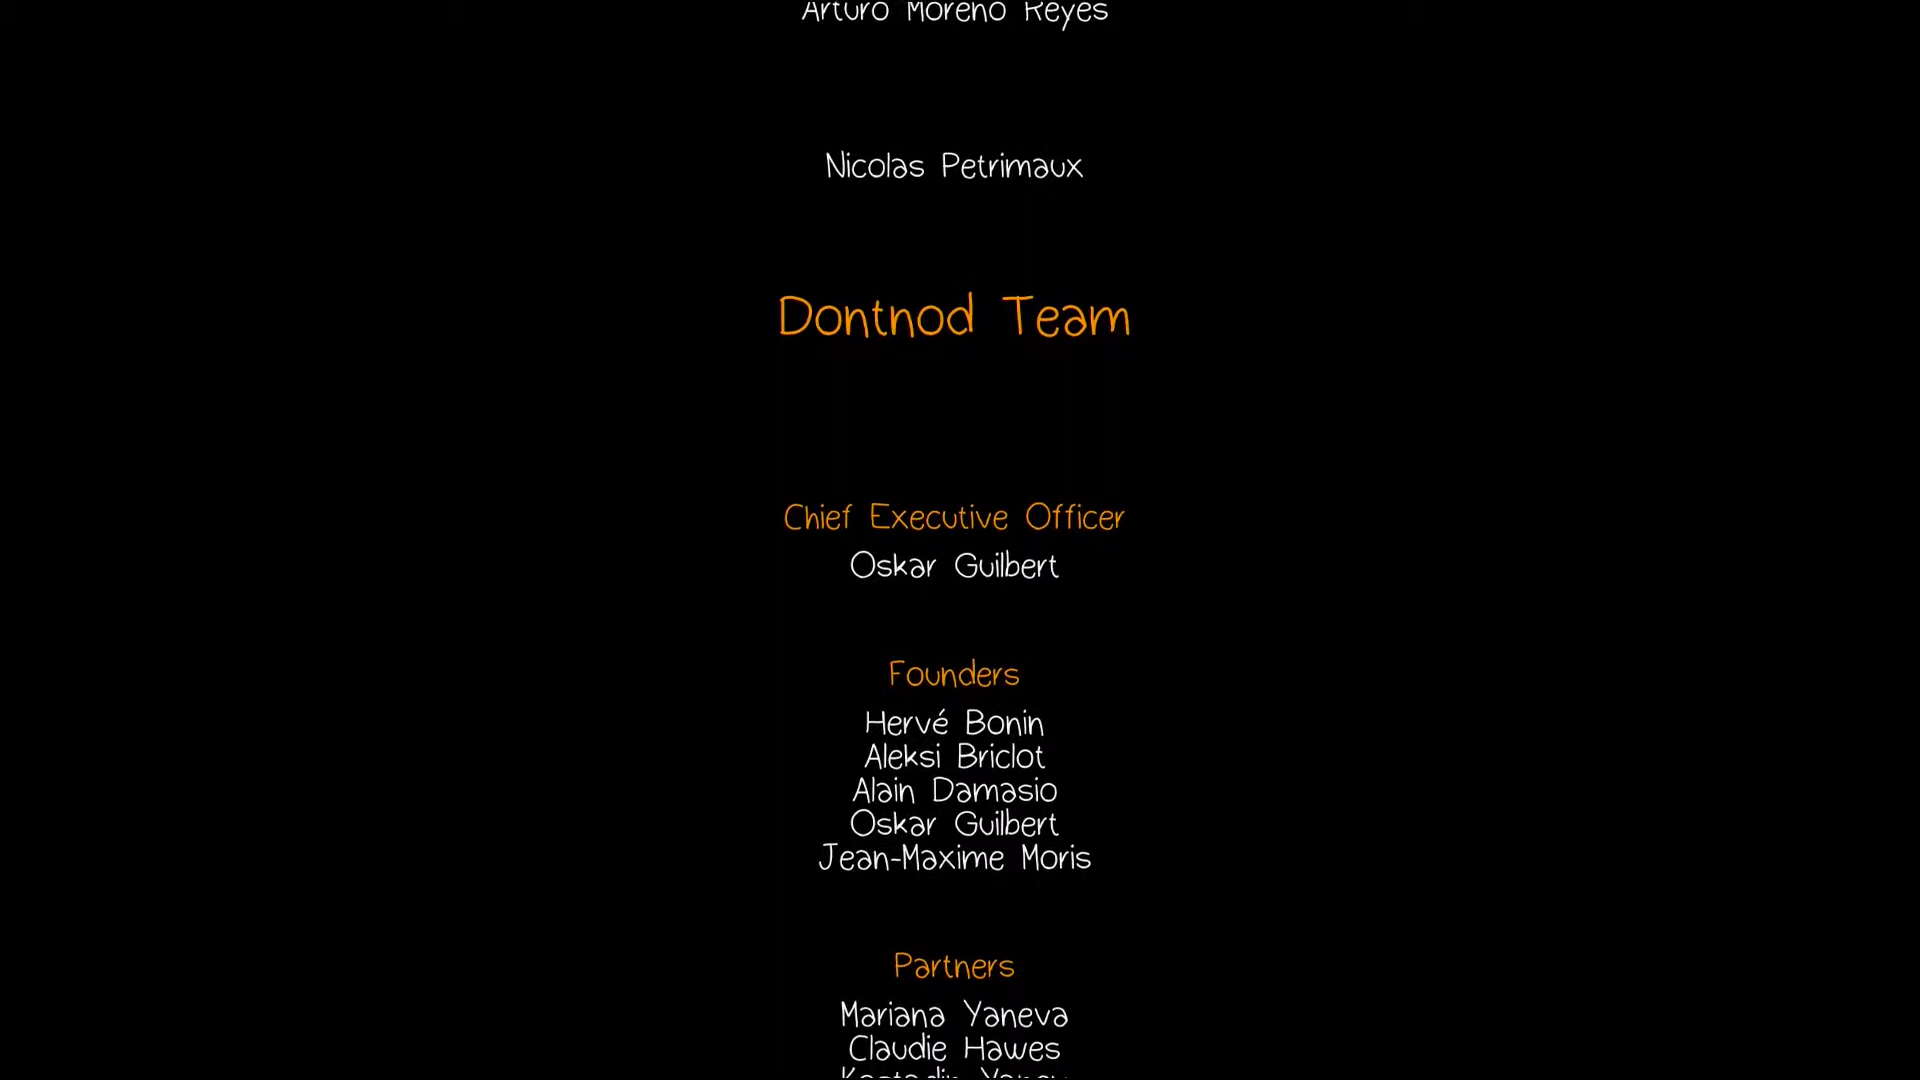 Arturo Moreno Reyes
Nicolas Petrimaux
Dontnod Team
Chief Executive Officer
Oskar Guilbert
Founders
Hervé Bonin
Aleksi Briclot
Alain Damasio
Oskar Guilbert
Jean-Maxime Moris
Partners
Mariana Yaneva
Claudie Hawes